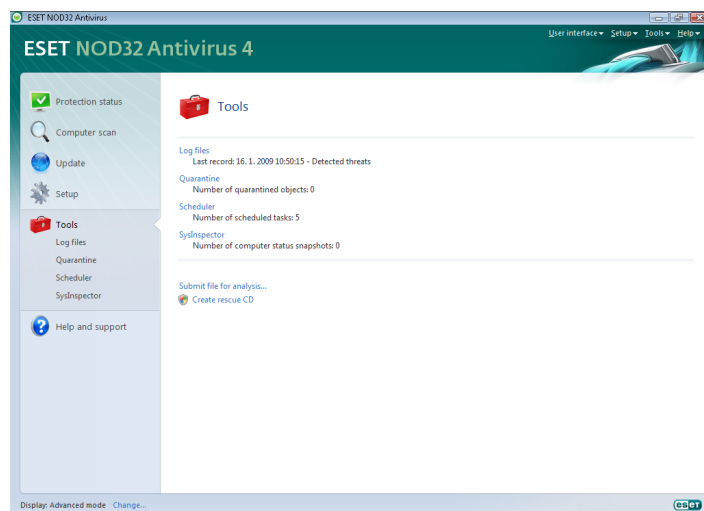 ESET NOD32 Antivirus
User interface Setup Tools Help
ESET NOD32 Antivirus 4
Protection status
Computer scan
Update
Setup
Tools
Log files
Quarantine
Scheduler
SysInspector
Help and support
Tools
Log files
Last record: 16. 1. 2009 10:50:15 - Detected threats
Quarantine
Number of quarantined objects: 0
Scheduler
Number of scheduled tasks: 5
SysInspector
Number of computer status snapshots: 0
Submit file for analysis...
Create rescue CD
Display: Advanced mode Change...
eseT